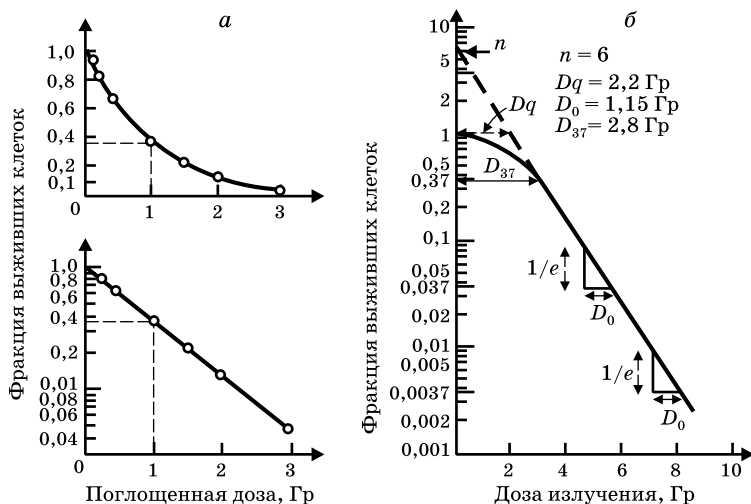 а
Фракция выживших клеток
1,0
0,8
0,6
0,4
0,2
0,1
0
1
2
3
1,0
0,8
0,6
0,4
0,2
0,01
0,08
0,06
0,04
0
1
2
3
Поглощенная доза, Гр
б
Фракция выживших клеток
10
5
2
1
0,5
0,37
0,2
0,1
0,05
0,037
0,02
0,01
0,005
0,0037
0,002
0,001
n
n = 6
Dq = 2,2 Гр
D0 = 1,15Гр
D37= 2,8 Гр
Dq
D37
1/e
D0
1/e
D0
2
4
6
8
10
Доза излучения, Гр